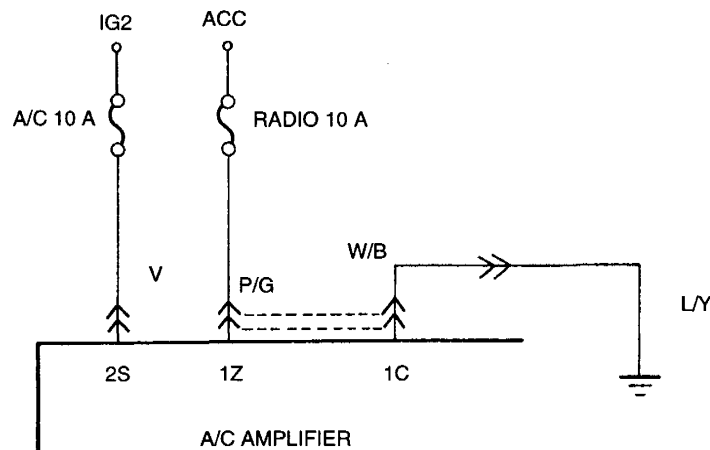 IG2
ACC
A/C 10 A
RADIO 10 A
W/B
V
P/G
L/Y
2S
1Z
1C
A/C AMPLIFIER